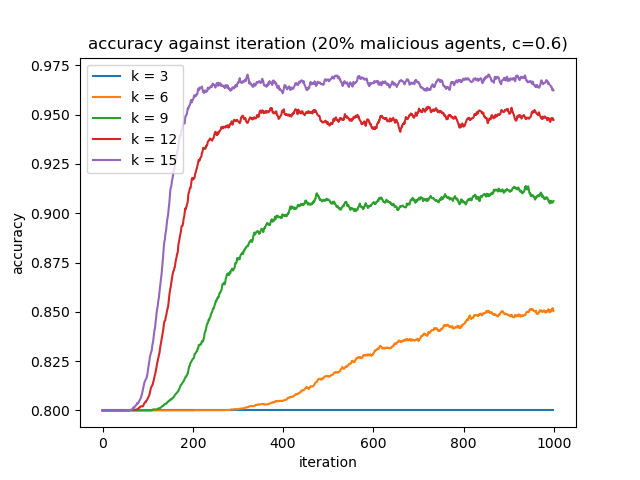 accuracy against iteration (20% malicious agents, c=0.6)
k = 3
k = 6
k = 9
k = 12
k = 15
0.975
0.950
0.925
0.900
0.875
0.850
0.825
0.800
accuracy
0 200 400 600 800 1000
iteration